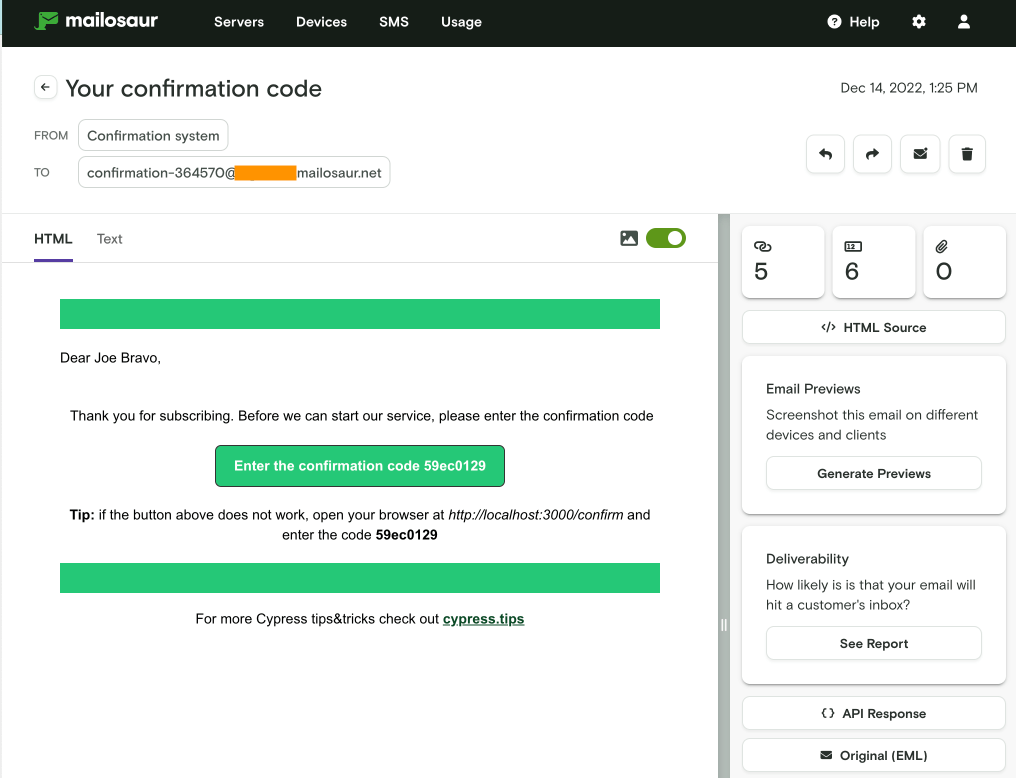 mailosaur Servers Devices SMS Usage Help
Your confirmation code
Dec 14, 2022, 1:25 PM
FROM Confirmation system
TO confirmation-364570@ mailosaur.net
HTML Text
Dear Joe Bravo,
Thank you for subscribing. Before we can start our service, please enter the confirmation code
Enter the confirmation code 59ec0129
Tip: if the button above does not work, open your browser at http://localhost:3000/confirm and
enter the code 59ec0129
For more Cypress tips&tricks check out cypress.tips
5
12
6
0
</> HTML Source
Email Previews
Screenshot this email on different
devices and clients
Generate Previews
Deliverability
How likely is is that your email will
hit a customer's inbox?
See Report
{} API Response
Original (EML)